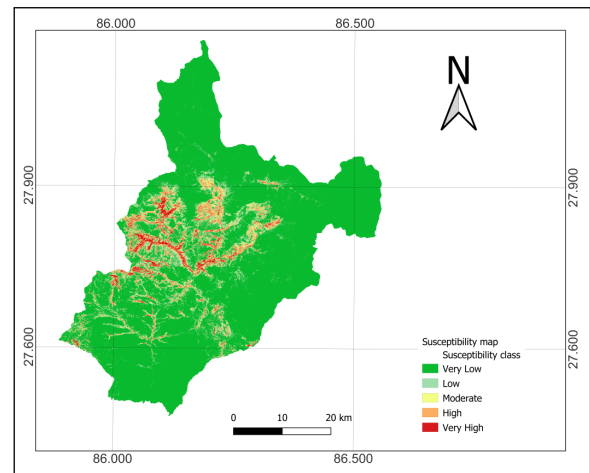 86.000 86.500
N
27.900 27.900
27.600 27.600
Susceptibility map
Susceptibility class
Very Low
Low
Moderate
High
Very High
0 10 20 km
86.000 86.500